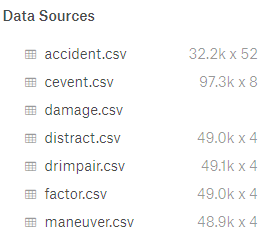 Data Sources
accident.csv 32.2k x 52
cevent.csv 97.3k x 8
damage.csv
distract.csv 49.0k x 4
drimpair.csv 49.1k x 4
factor.csv 49.0k x 4
maneuver.csv 48.9k x 4